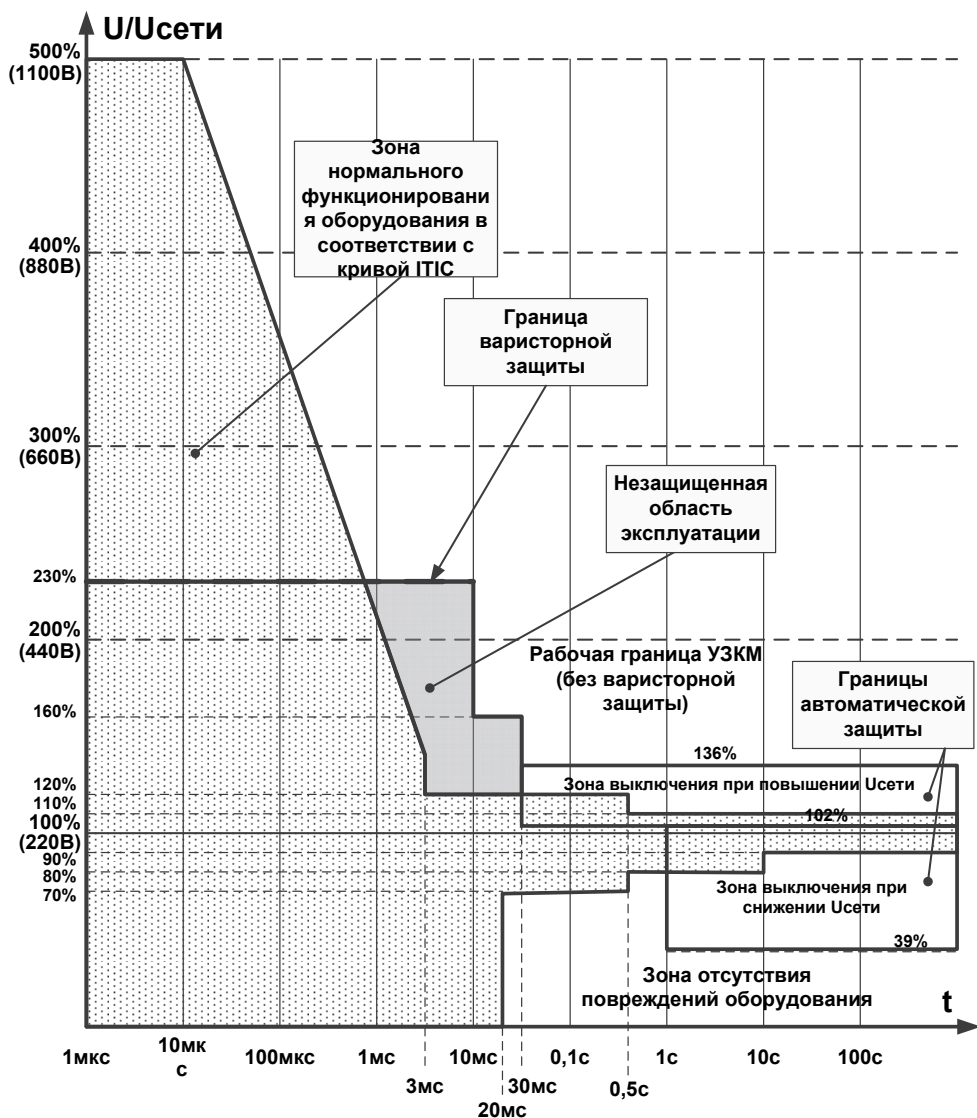 U/Uсети
500%
(1100В)
Зона
нормального
функционировани
я оборудования в
соответствии с
кривой ITIC
400%
(880В)
Граница
варисторной
защиты
300%
(660В)
Незащищенная
область
эксплуатации
230%
200%
(440В)
Рабочая граница УЗКМ
(без варисторной
защиты)
Границы
автоматической
защиты
160%
136%
Зона выключения при повышении Uсети
120%
110%
102%
100%
(220В)
90%
80%
70%
Зона выключения при
снижении Uсети
39%
Зона отсутствия
повреждений оборудования
t
1мкс
10мк
с
100мкс
1мс
10мс
0,1с
1с
10с
100с
3мс
30мс
0,5с
20мс